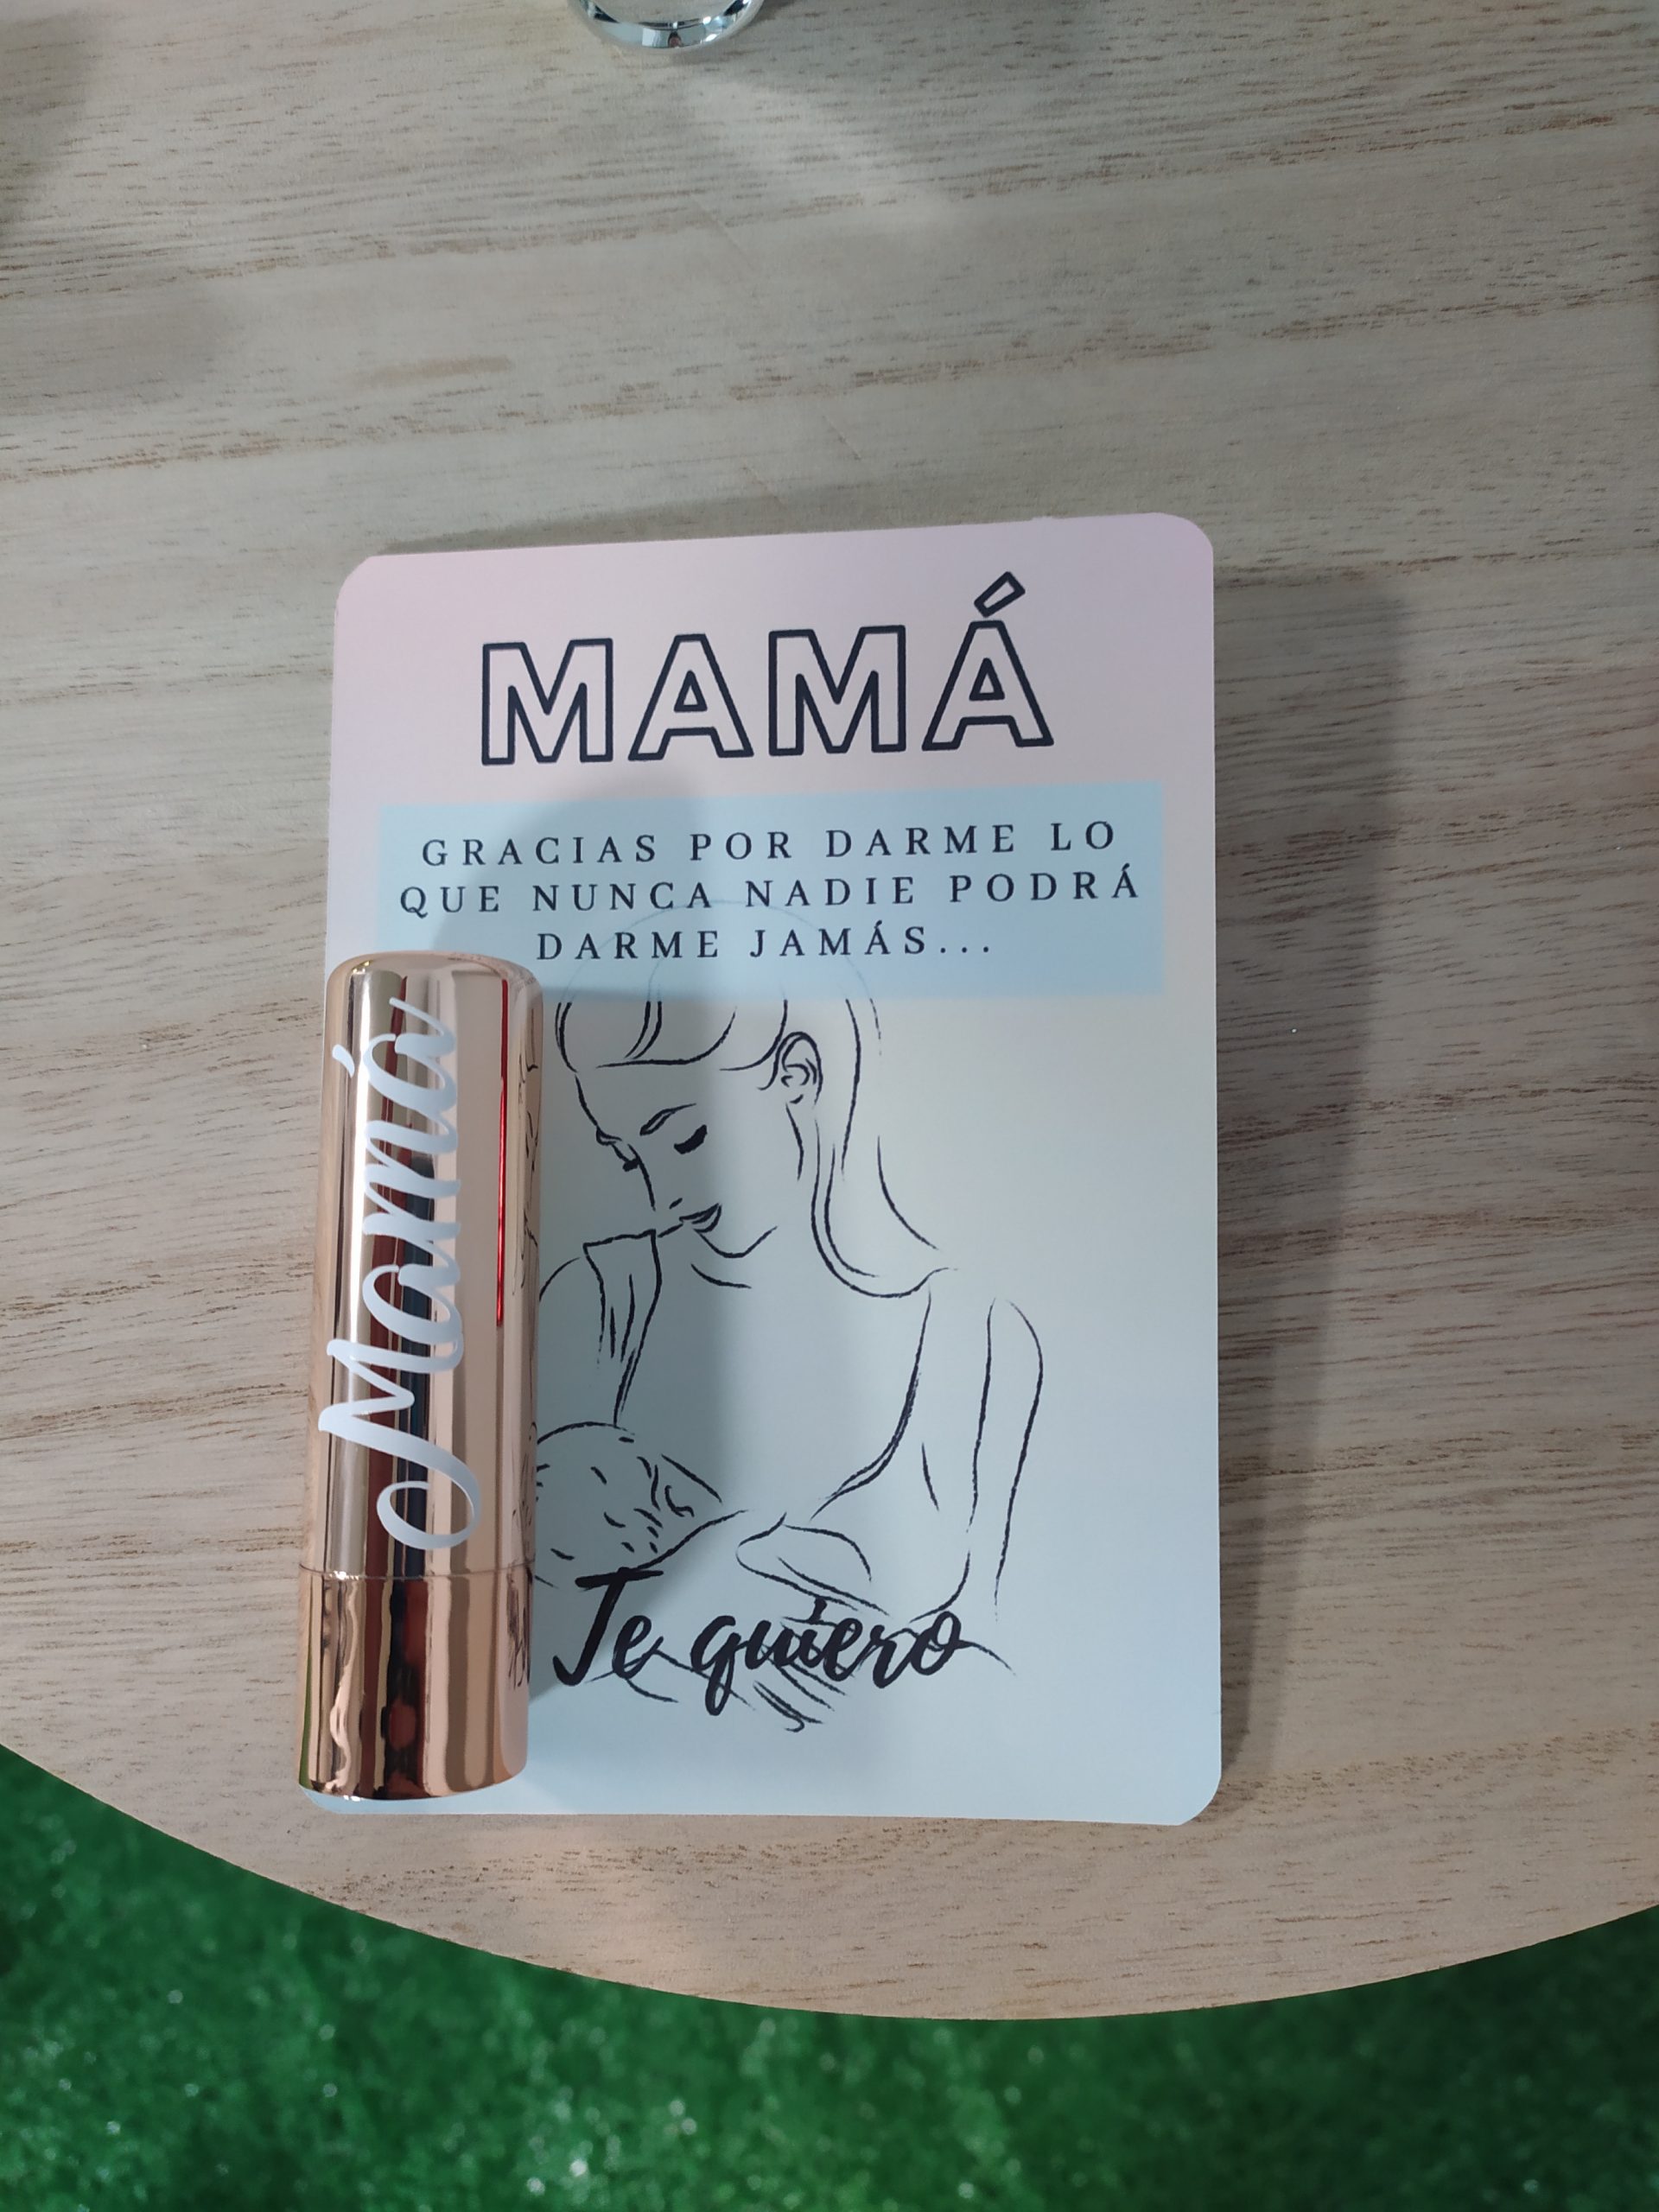 MAMÁ
GRACIAS POR DARME LO
QUE NUNCA NADIE PODRÁ
DARME JAMÁS...
Mamá
Te quiero